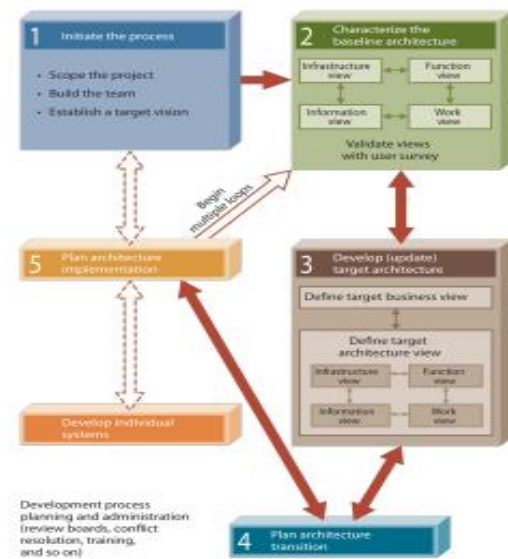 1 Initiate the process
• Scope the project
• Build the team
• Establish a target vision
2 Characterize the
baseline architecture
Infrastructure
view
Function
view
Information
view
Work
view
Validate views
with user survey
Begin
multiple loops
5 Plan architecture
implementation
3 Develop (update)
target architecture
Define target business view
Define target
architecture view
Infrastructure
view
Function
view
Information
view
Work
view
Develop individual
systems
Development process
planning and administration
(review boards, conflict
resolution, training,
and so on)
4 Plan architecture
transition